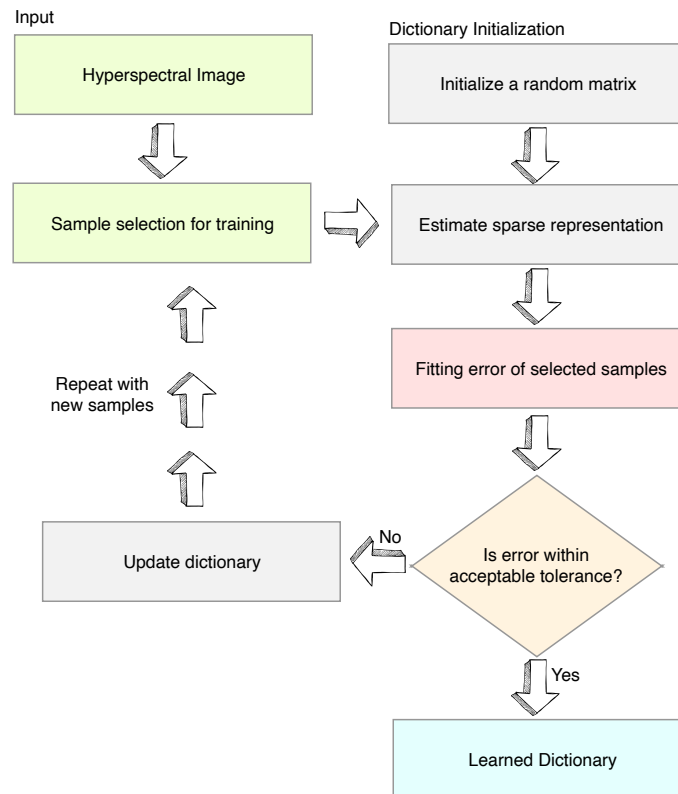 Input
Hyperspectral Image
Sample selection for training
Dictionary Initialization
Initialize a random matrix
Estimate sparse representation
Fitting error of selected samples
Is error within
acceptable tolerance?
No
Update dictionary
Repeat with
new samples
Yes
Learned Dictionary